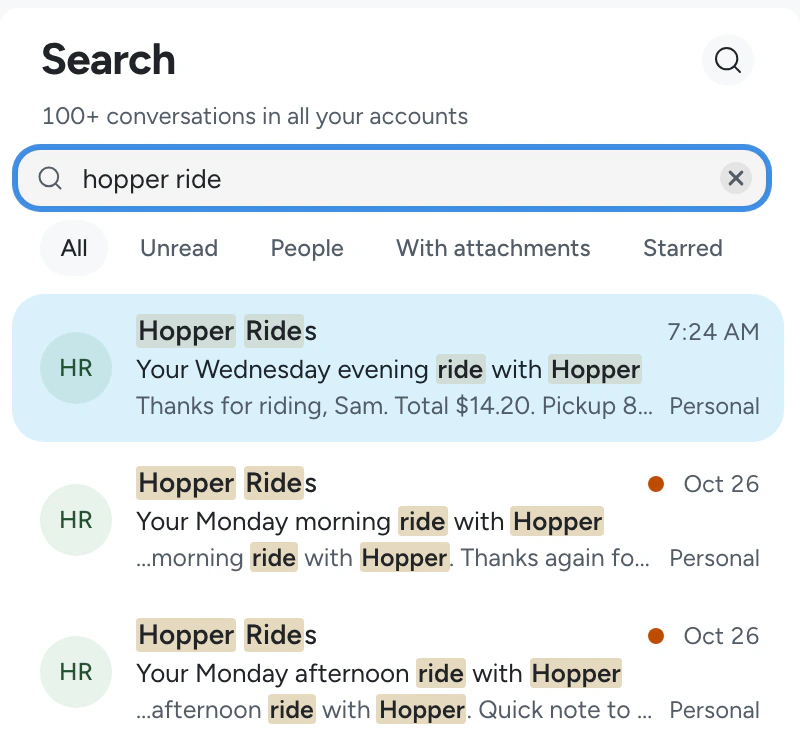 Search
100+ conversations in all your accounts
hopper ride
All Unread People With attachments Starred
HR
Hopper Rides 7:24 AM
Your Wednesday evening ride with Hopper
Thanks for riding, Sam. Total $14.20. Pickup 8... Personal
HR
Hopper Rides Oct 26
Your Monday morning ride with Hopper
...morning ride with Hopper. Thanks again fo... Personal
HR
Hopper Rides Oct 26
Your Monday afternoon ride with Hopper
...afternoon ride with Hopper. Quick note to ... Personal